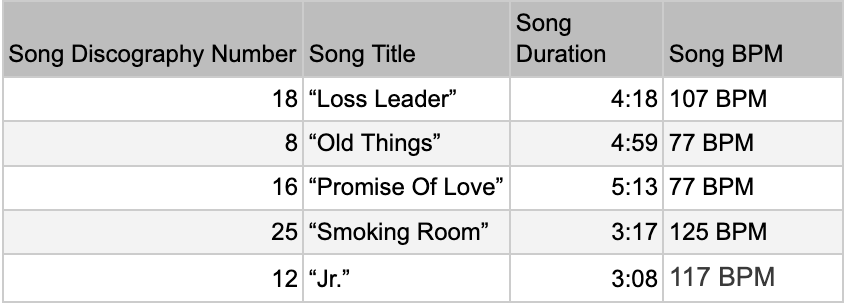 Song Discography Number Song Title Song Duration Song BPM
18 “Loss Leader” 4:18 107 BPM
8 “Old Things” 4:59 77 BPM
16 “Promise Of Love” 5:13 77 BPM
25 “Smoking Room” 3:17 125 BPM
12 “Jr.” 3:08 117 BPM